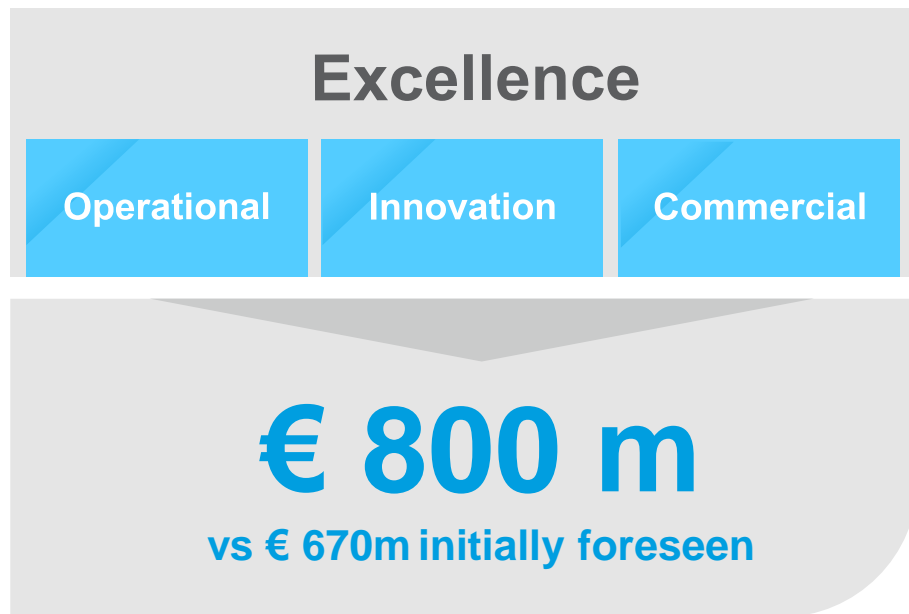 Excellence
Operational Innovation Commercial
€ 800 m
vs € 670m initially foreseen